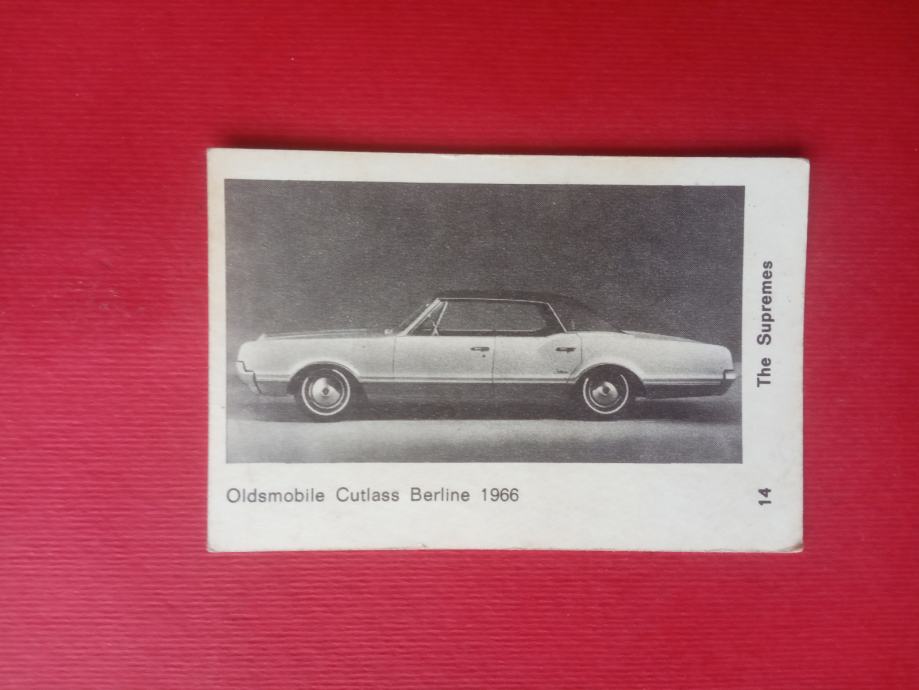 Oldsmobile Cutlass Berline 1966
The Supremes
14